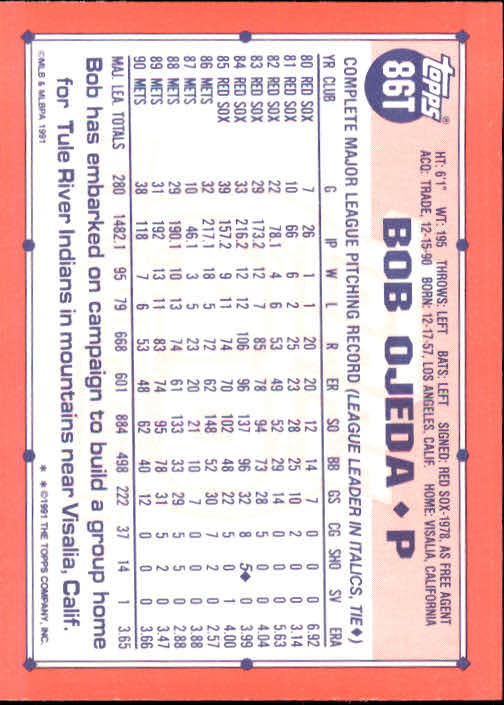 Topps®
86T
BOB OJEDA ♦ P
HT: 6'1" WT: 195 THROWS: LEFT BATS: LEFT SIGNED: RED SOX-1978, AS FREE AGENT
ACQ: TRADE, 12-15-90 BORN: 12-17-57, LOS ANGELES, CALIF. HOME: VISALIA, CALIFORNIA
COMPLETE MAJOR LEAGUE PITCHING RECORD (LEAGUE LEADER IN ITALICS, TIE♦)
YR CLUB G IP W L R ER SO BB GS CG SHO SV ERA
80 RED SOX 7 26 1 1 20 20 12 14 7 0 0 0 6.92
81 RED SOX 10 66 6 2 25 23 28 25 10 2 0 0 3.14
82 RED SOX 22 78.1 4 6 53 49 52 29 14 0 0 0 5.63
83 RED SOX 29 173.2 12 7 85 78 94 73 28 5 0 0 4.04
84 RED SOX 33 216.2 12 12 106 96 137 96 32 8 5♦ 0 3.99
85 RED SOX 39 157.2 9 11 74 70 102 48 22 5 0 1 4.00
86 METS 32 217.1 18 5 72 62 148 52 30 7 2 0 2.57
87 METS 10 46.1 3 5 23 20 21 10 7 0 0 0 3.88
88 METS 29 190.1 10 13 74 61 133 33 29 5 5 0 2.88
89 METS 31 192 13 11 83 74 95 78 31 5 2 0 3.47
90 METS 38 118 7 6 53 48 62 40 12 0 0 0 3.66
MAJ. LEA. TOTALS 280 1482.1 95 79 668 601 884 498 222 37 14 1 3.65
Bob has embarked on campaign to build a group home
for Tule River Indians in mountains near Visalia, Calif.
©MLB & MLBPA 1991 * * ©1991 THE TOPPS COMPANY, INC.